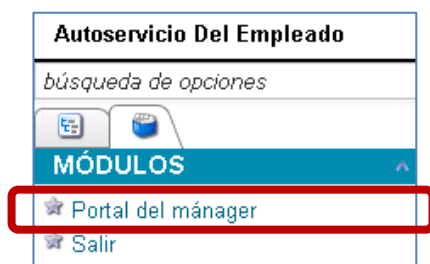 Autoservicio Del Empleado
búsqueda de opciones
MÓDULOS
Portal del mánager
Salir